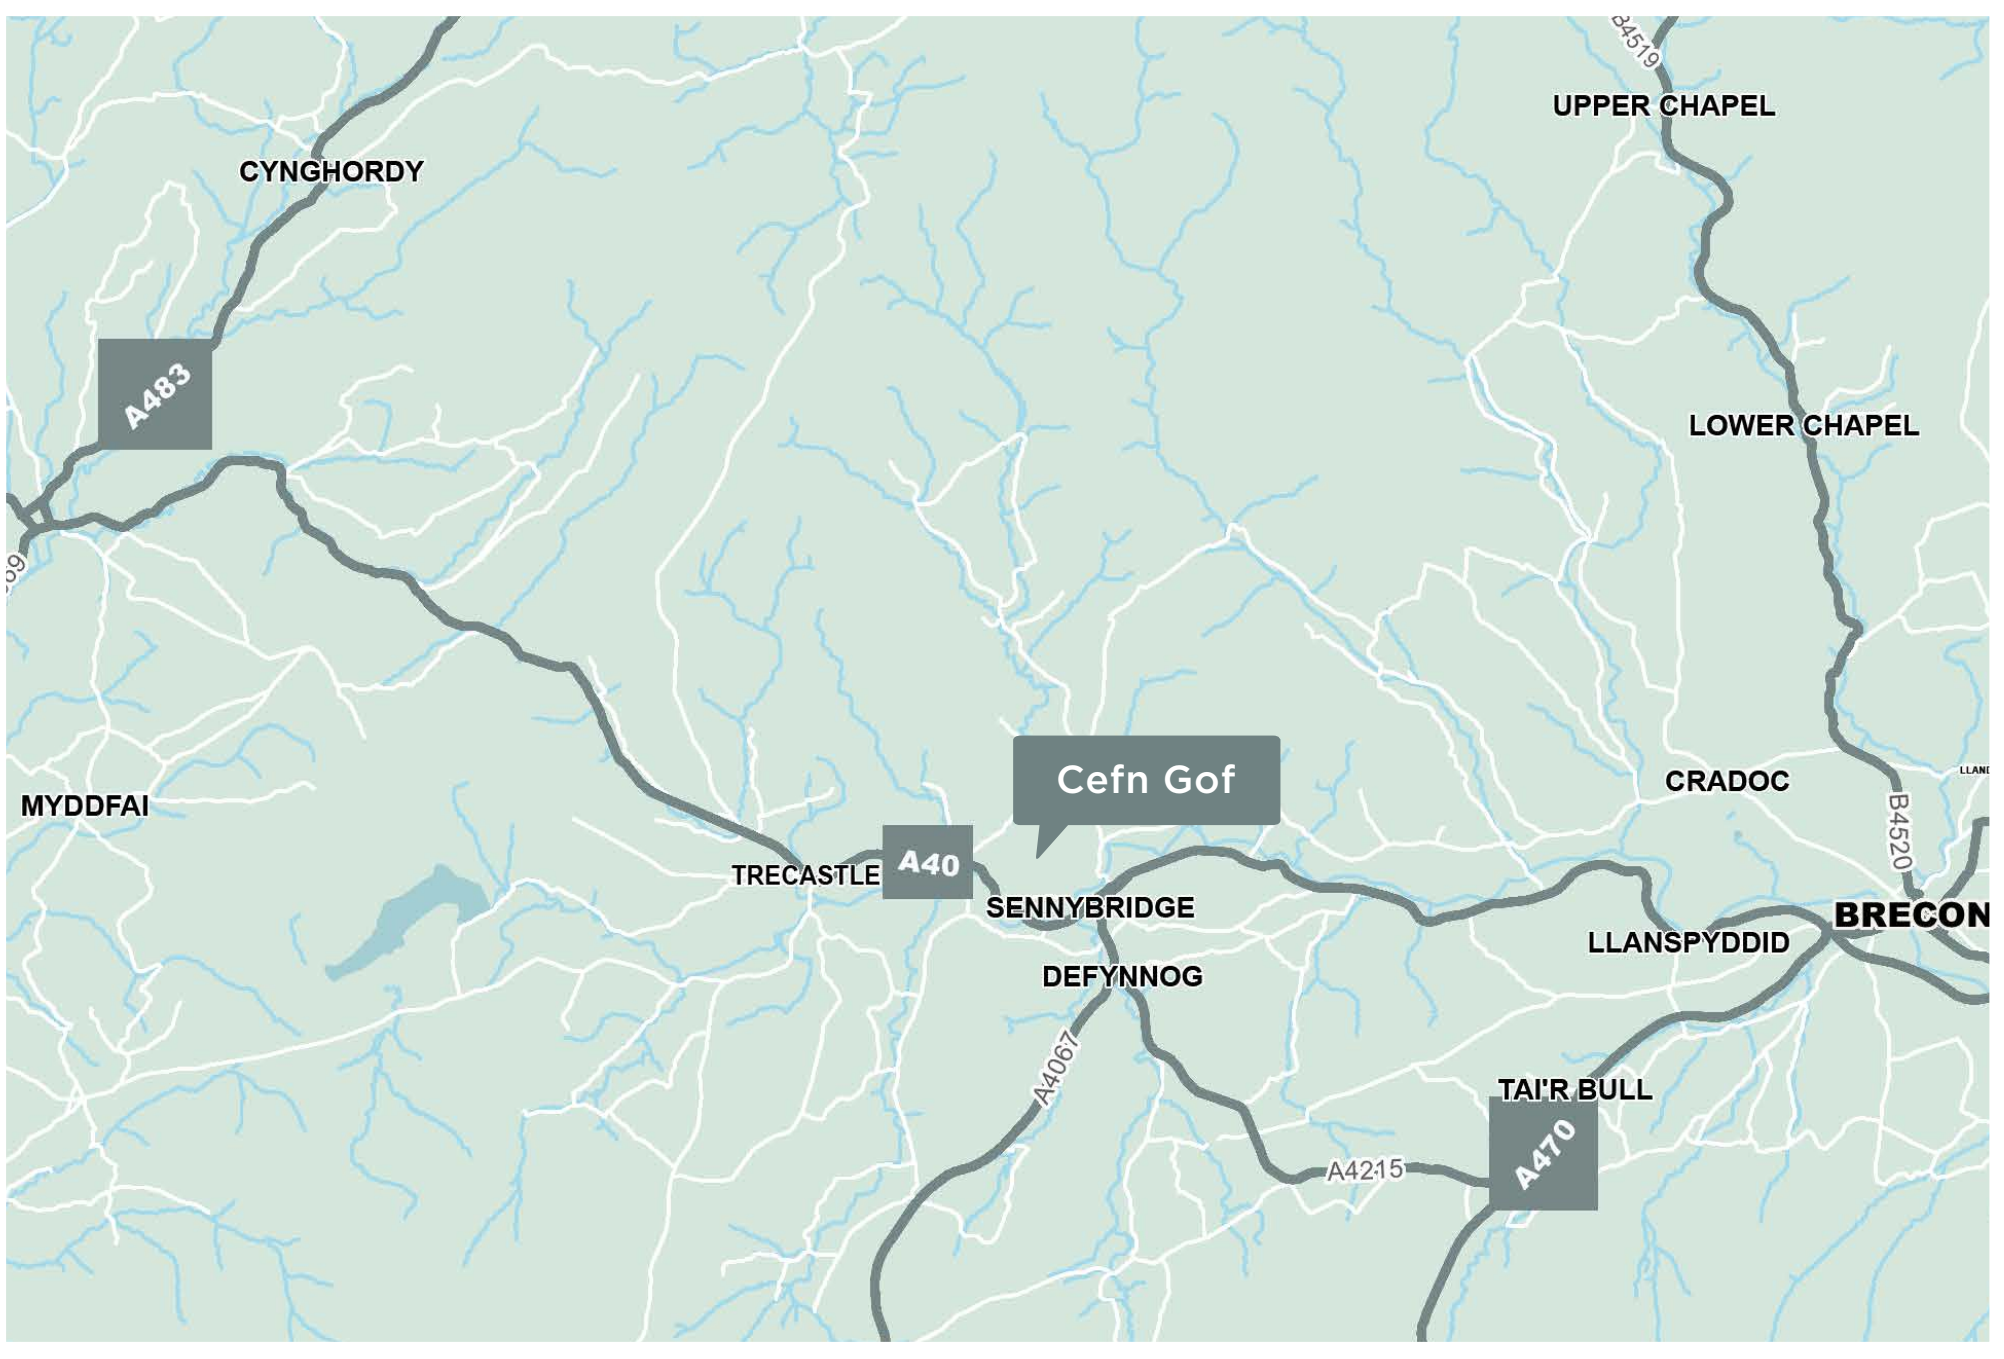 B4519
UPPER CHAPEL
CYNGHORDY
A483
LOWER CHAPEL
Cefn Gof
CRADOC
MYDDFAI
B4520
TRECASTLE
A40
SENNYBRIDGE
BRECON
LLANSPYDDID
DEFYNNOG
A4067
TAI'R BULL
A470
A4215